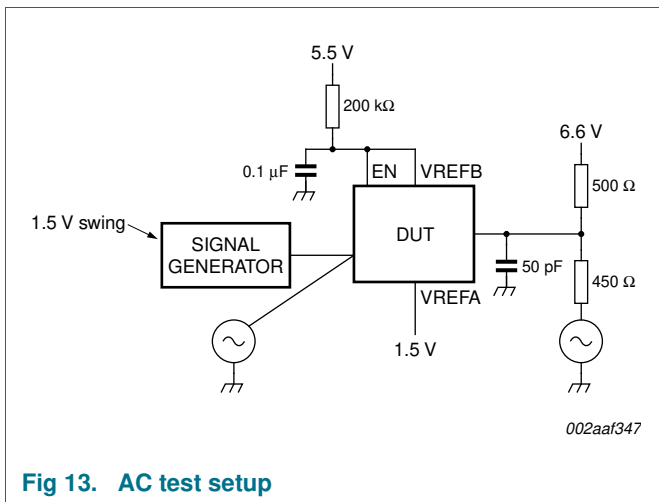 5.5 V
200 kΩ
6.6 V
0.1 μF
EN
VREFB
500 Ω
1.5 V swing
SIGNAL
GENERATOR
DUT
50 pF
450 Ω
VREFA
1.5 V
002aaf347
Fig 13. AC test setup